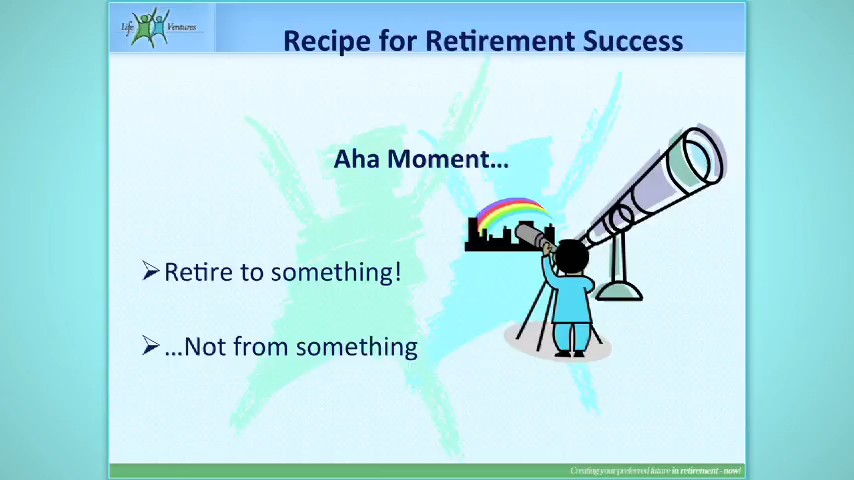 Life Ventures
Recipe for Retirement Success
Aha Moment...
Retire to something!
...Not from something
Creating your preferred future in retirement - now!